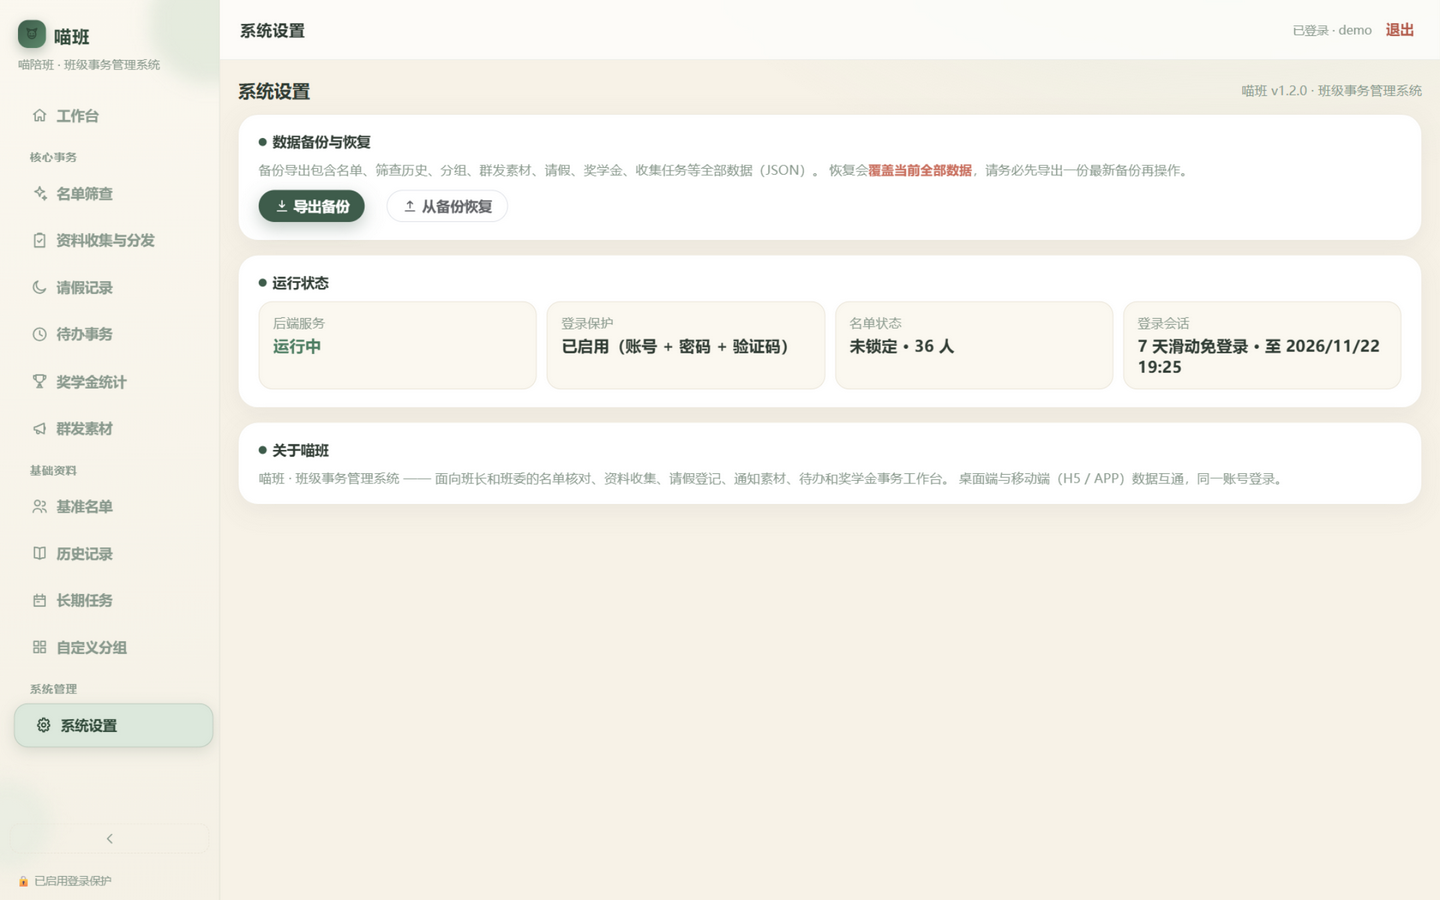 喵班
喵陪班 · 班级事务管理系统
工作台
核心事务
名单筛查
资料收集与分发
请假记录
待办事务
奖学金统计
群发素材
基础资料
基准名单
历史记录
长期任务
自定义分组
系统管理
系统设置
已启用登录保护
系统设置
已登录 · demo 退出
系统设置
喵班 v1.2.0 · 班级事务管理系统
数据备份与恢复
备份导出包含名单、筛查历史、分组、群发素材、请假、奖学金、收集任务等全部数据（JSON）。 恢复会覆盖当前全部数据，请务必先导出一份最新备份再操作。
导出备份 从备份恢复
运行状态
后端服务
运行中
登录保护
已启用（账号 + 密码 + 验证码）
名单状态
未锁定 • 36 人
登录会话
7 天滑动免登录 • 至 2026/11/22
19:25
关于喵班
喵班 · 班级事务管理系统 —— 面向班长和班委的名单核对、资料收集、请假登记、通知素材、待办和奖学金事务工作台。 桌面端与移动端（H5 / APP）数据互通，同一账号登录。